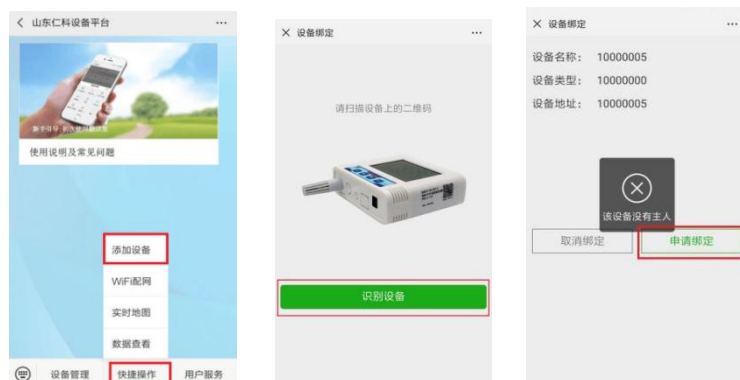 山东仁科设备平台
使用说明及常见问题
添加设备
WiFi配网
实时地图
数据查看
设备管理
快捷操作
用户服务
设备绑定
请扫描设备上的二维码
识别设备
设备绑定
设备名称： 10000005
设备类型： 10000000
设备地址： 10000005
该设备没有主人
取消绑定
申请绑定